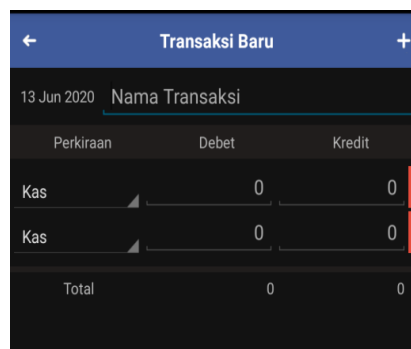 ← Transaksi Baru +
13 Jun 2020 Nama Transaksi
Perkiraan Debet Kredit
Kas 0 0
Kas 0 0
Total 0 0